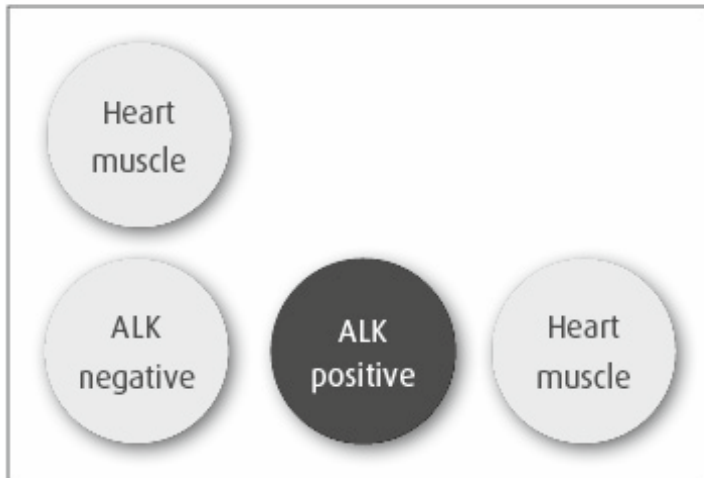 Heart
muscle
ALK
negative
ALK
positive
Heart
muscle